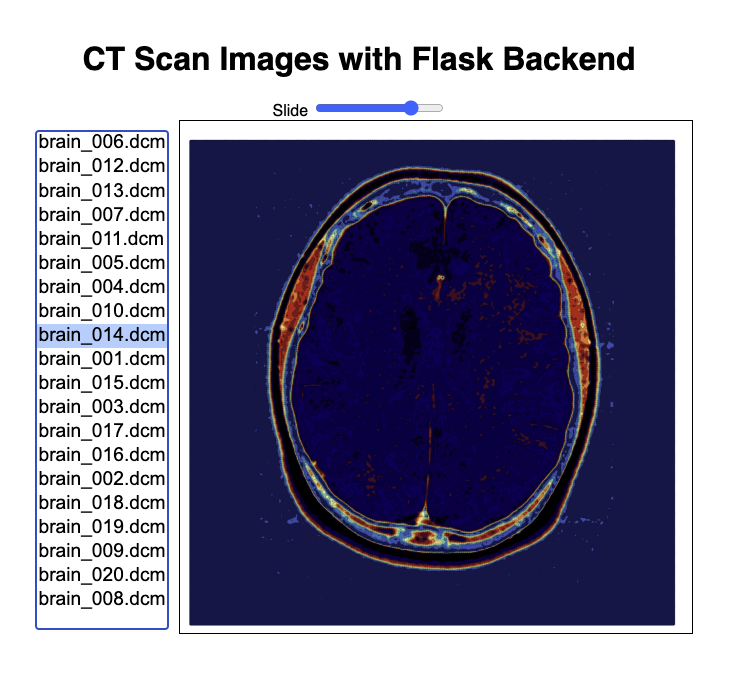 CT Scan Images with Flask Backend
Slide
brain_006.dcm
brain_012.dcm
brain_013.dcm
brain_007.dcm
brain_011.dcm
brain_005.dcm
brain_004.dcm
brain_010.dcm
brain_014.dcm
brain_001.dcm
brain_015.dcm
brain_003.dcm
brain_017.dcm
brain_016.dcm
brain_002.dcm
brain_018.dcm
brain_019.dcm
brain_009.dcm
brain_020.dcm
brain_008.dcm